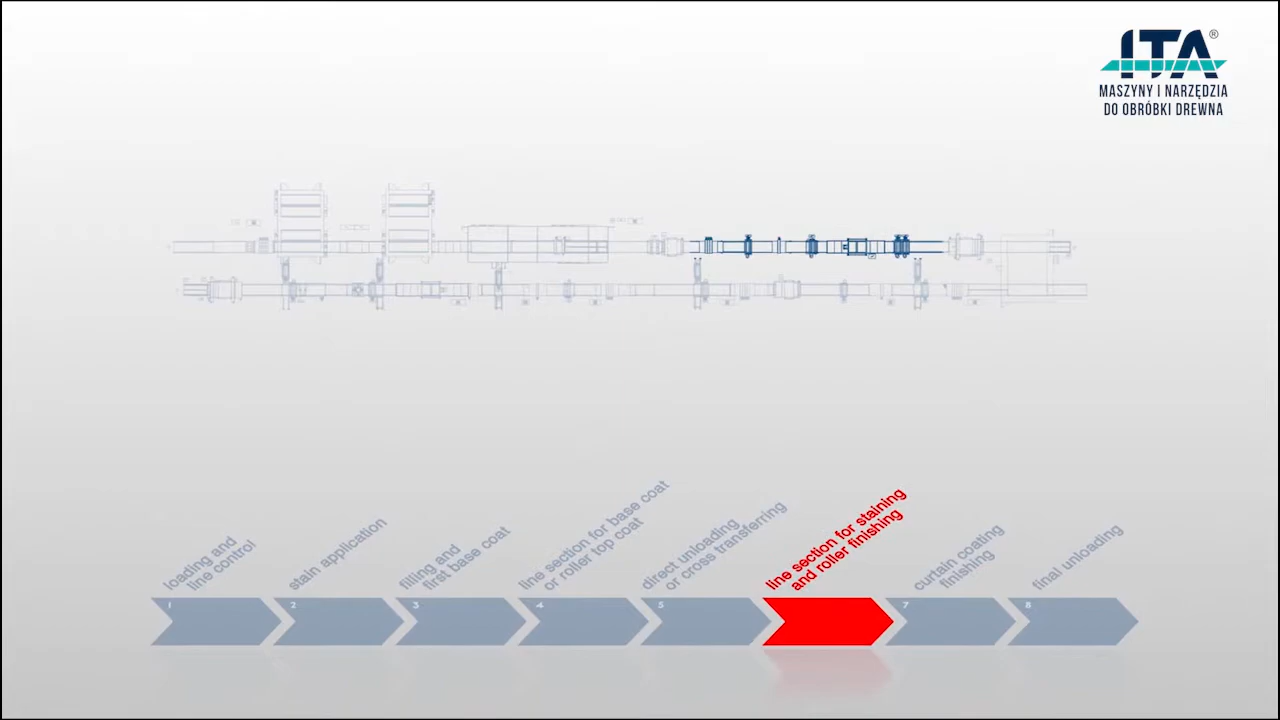 ITA®
MASZYNY I NARZĘDZIA
DO OBRÓBKI DREWNA
loading and
line control
stain application
filling and
first base coat
line section for base coat
or roller top coat
direct unloading
or cross transferring
line section for staining
and roller finishing
curtain coating
finishing
final unloading
1
2
3
4
5
7
8